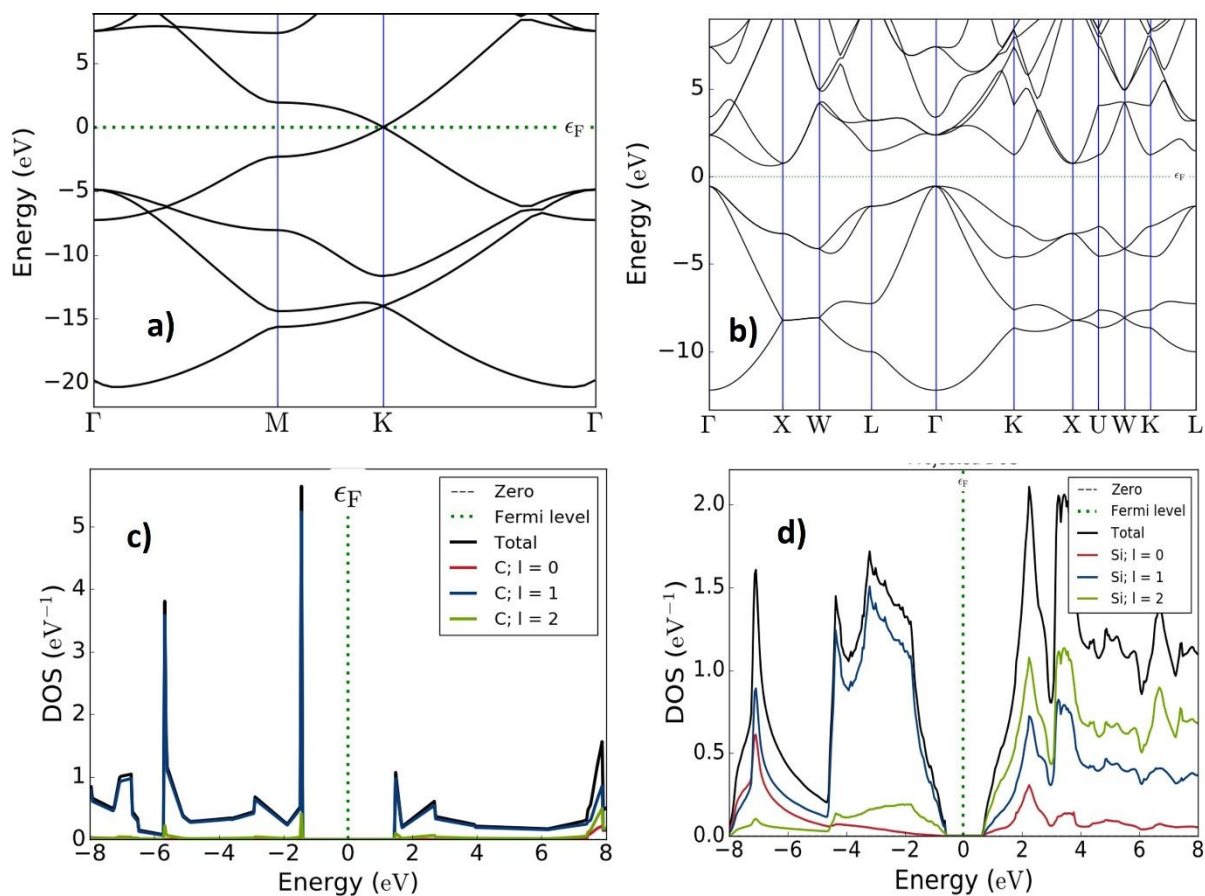 a)
Energy (eV)
5
0
−5
−10
−15
−20
ϵF
Γ M K Γ
b)
Energy (eV)
5
0
−5
−10
ϵF
Γ X W L Γ K X U W K L
c)
DOS (eV⁻¹)
5
4
3
2
1
0
ϵF
Zero
Fermi level
Total
C; l = 0
C; l = 1
C; l = 2
−8 −6 −4 −2 0 2 4 6 8
Energy (eV)
d)
DOS (eV⁻¹)
2.0
1.5
1.0
0.5
0.0
ϵF
Zero
Fermi level
Total
Si; l = 0
Si; l = 1
Si; l = 2
−8 −6 −4 −2 0 2 4 6 8
Energy (eV)